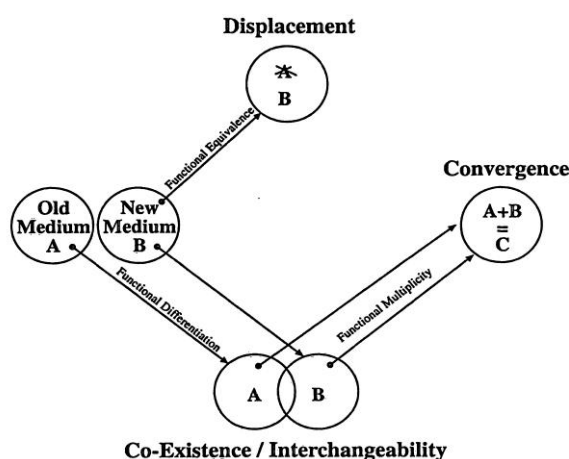 Displacement
A
B
Functional Equivalence
Convergence
A+B
=
C
Old
Medium
A
New
Medium
B
Functional Differentiation
Functional Multiplicity
A
B
Co-Existence / Interchangeability